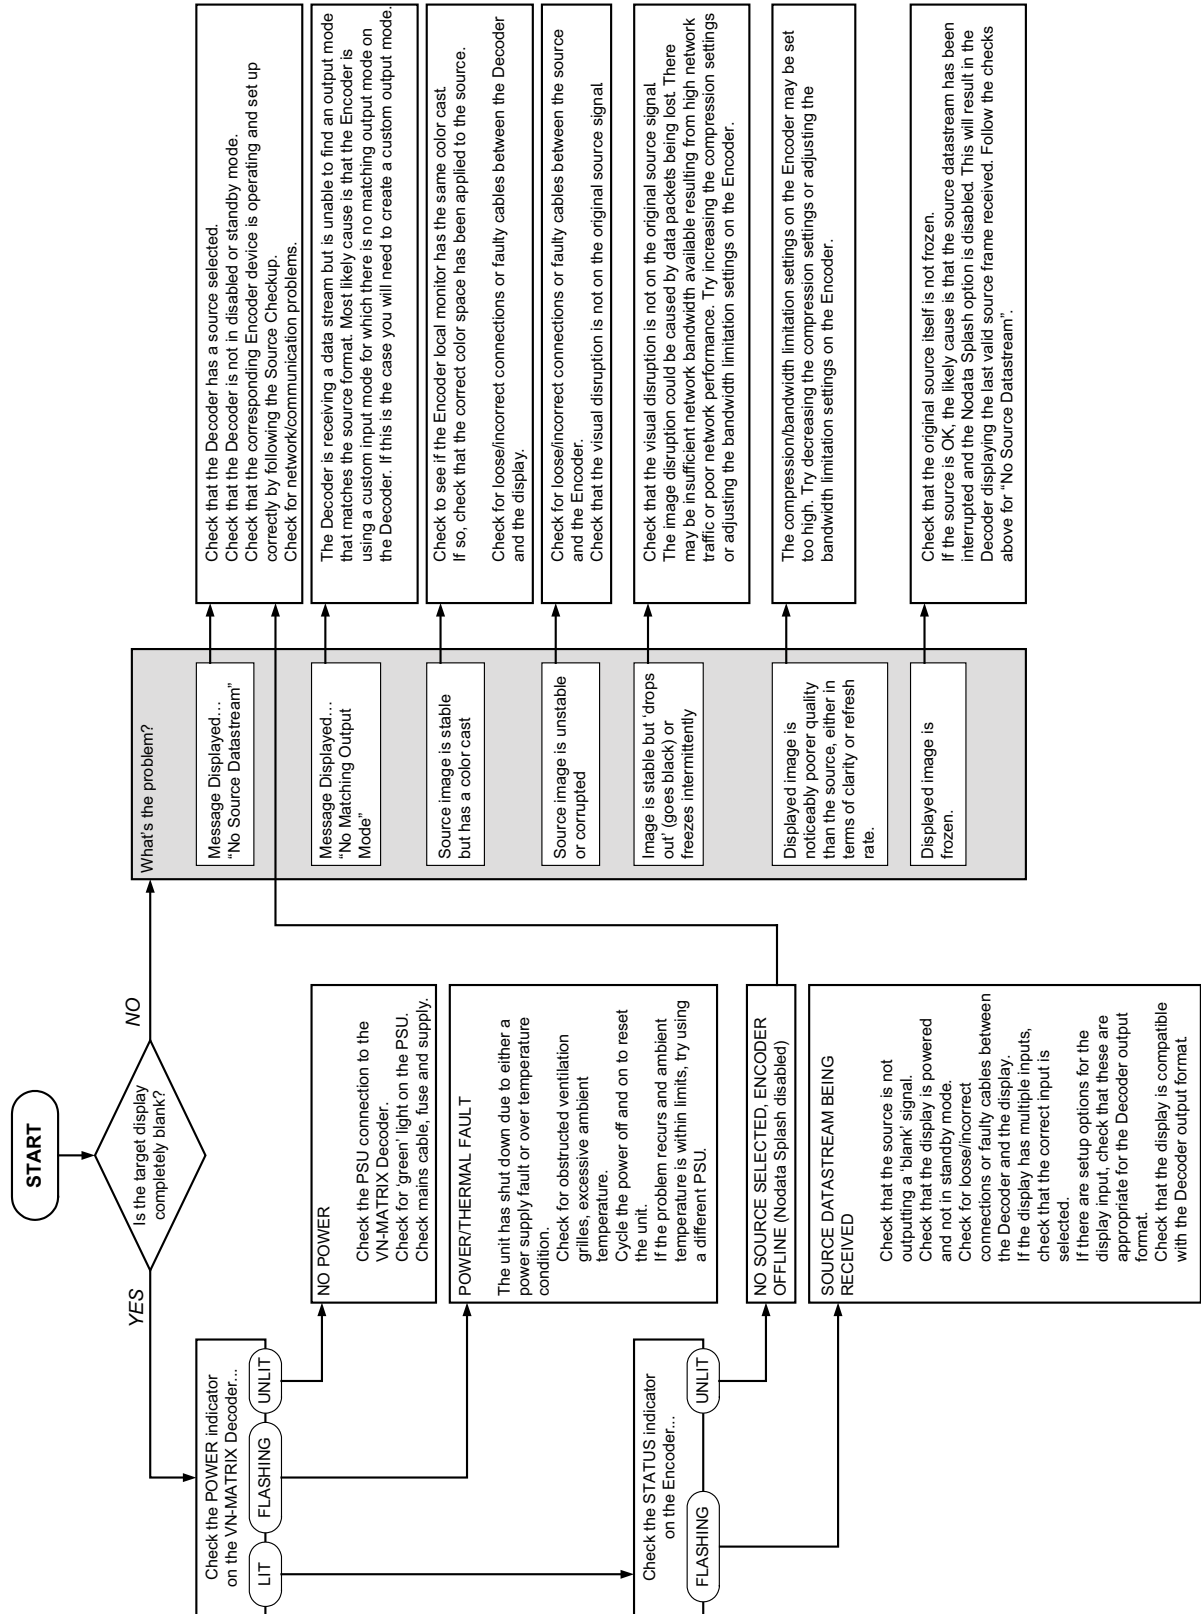 START
Is the target display
completely blank?
YES
NO
Check the POWER indicator
on the VN-MATRIX Decoder...
LIT
FLASHING
UNLIT
NO POWER
Check the PSU connection to the
VN-MATRIX Decoder.
Check for 'green' light on the PSU.
Check mains cable, fuse and supply.
POWER/THERMAL FAULT
The unit has shut down due to either a
power supply fault or over temperature
condition.
Check for obstructed ventilation
grilles, excessive ambient
temperature.
Cycle the power off and on to reset
the unit.
If the problem recurs and ambient
temperature is within limits, try using
a different PSU.
Check the STATUS indicator
on the Encoder...
FLASHING
UNLIT
NO SOURCE SELECTED, ENCODER
OFFLINE (Nodata Splash disabled)
SOURCE DATASTREAM BEING
RECEIVED
Check that the source is not
outputting a 'blank' signal.
Check that the display is powered
and not in standby mode.
Check for loose/incorrect
connections or faulty cables between
the Decoder and the display.
If the display has multiple inputs,
check that the correct input is
selected.
If there are setup options for the
display input, check that these are
appropriate for the Decoder output
format.
Check that the display is compatible
with the Decoder output format.
What's the problem?
Message Displayed…
“No Source Datastream”
Check that the Decoder has a source selected.
Check that the Decoder is not in disabled or standby mode.
Check that the corresponding Encoder device is operating and set up
correctly by following the Source Checkup.
Check for network/communication problems.
Message Displayed…
“No Matching Output
Mode”
The Decoder is receiving a data stream but is unable to find an output mode
that matches the source format. Most likely cause is that the Encoder is
using a custom input mode for which there is no matching output mode on
the Decoder. If this is the case you will need to create a custom output mode.
Source image is stable
but has a color cast
Check to see if the Encoder local monitor has the same color cast.
If so, check that the correct color space has been applied to the source.
Check for loose/incorrect connections or faulty cables between the Decoder
and the display.
Source image is unstable
or corrupted
Check for loose/incorrect connections or faulty cables between the source
and the Encoder.
Check that the visual disruption is not on the original source signal.
Image is stable but ‘drops
out’ (goes black) or
freezes intermittently
Check that the visual disruption is not on the original source signal.
The image disruption could be caused by data packets being lost. There
may be insufficient network bandwidth available resulting from high network
traffic or poor network performance. Try increasing the compression settings
or adjusting the bandwidth limitation settings on the Encoder.
Displayed image is
noticeably poorer quality
than the source, either in
terms of clarity or refresh
rate.
The compression/bandwidth limitation settings on the Encoder may be set
too high. Try decreasing the compression settings or adjusting the
bandwidth limitation settings on the Encoder.
Displayed image is
frozen.
Check that the original source itself is not frozen.
If the source is OK, the likely cause is that the source datastream has been
interrupted and the Nodata Splash option is disabled. This will result in the
Decoder displaying the last valid source frame received. Follow the checks
above for “No Source Datastream”.